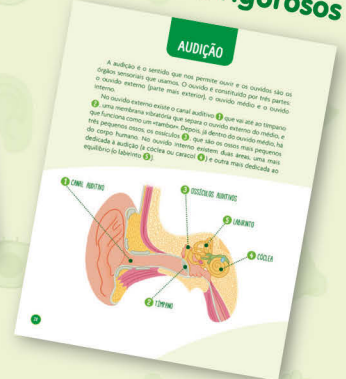 gorosos
AUDIÇÃO
A audição é o sentido que nos permite ouvir e os ouvidos são os
órgãos sensoriais que usamos. O ouvido é constituído por três partes:
o ouvido externo (parte mais exterior), o ouvido médio e o ouvido
interno.
No ouvido externo existe o canal auditivo 1 que vai até ao tímpano
2, uma membrana vibratória que separa o ouvido externo do médio, e
que funciona como um «tambor». Depois, já dentro do ouvido médio, há
três pequenos ossos, os ossículos 3, que são os ossos mais pequenos
do corpo humano. No ouvido interno existem duas áreas, uma mais
dedicada à audição (a cóclea ou caracol 4) e outra mais dedicada ao
equilíbrio (o labirinto 5).
1 CANAL AUDITIVO
3 OSSÍCULOS AUDITIVOS
5 LABIRINTO
4 CÓCLEA
2 TÍMPANO